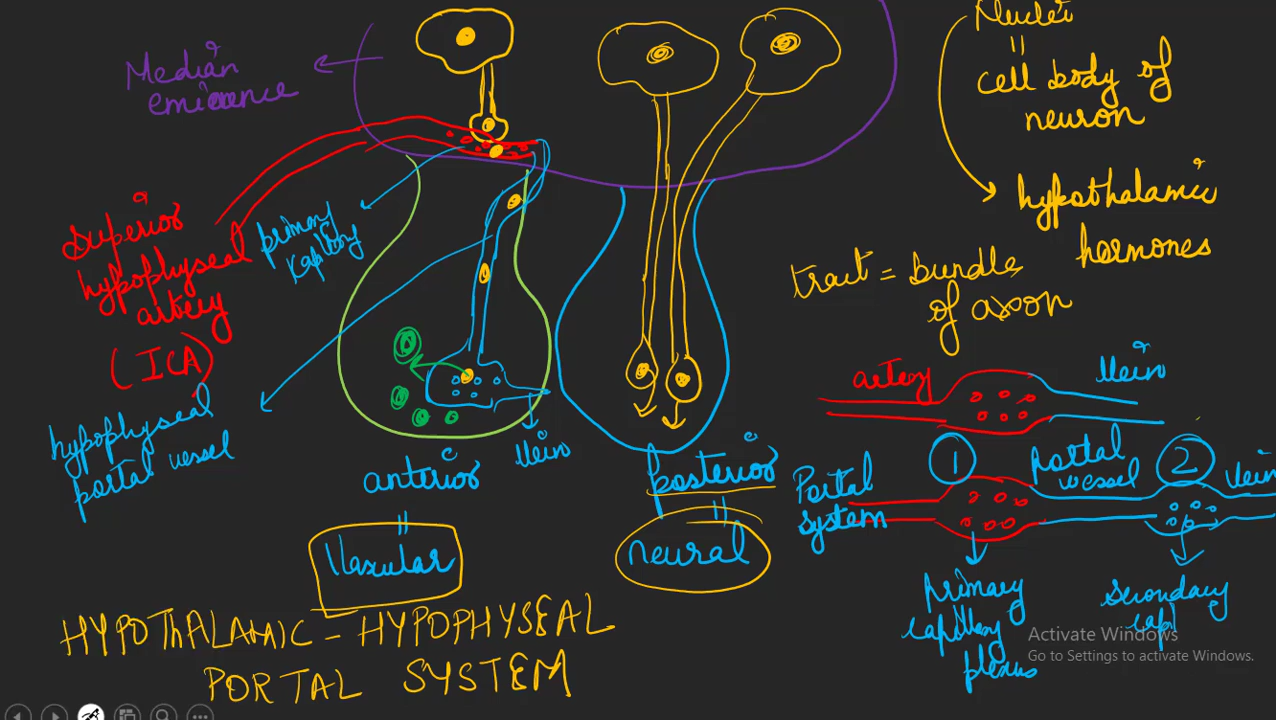 Nuclei
||
cell body of
neuron
hypothalamic
hormones
Median
eminence
Superior
hypophyseal
artery
(ICA)
primary
capillary
tract = bundles
of axon
artery
vein
hypophyseal
portal vessel
anterior
||
Vascular
vein
posterior
||
neural
Portal
system
1
portal
vessel
2
vein
primary
capillary
plexus
secondary
capl
HYPOTHALAMIC - HYPOPHYSEAL
PORTAL SYSTEM
Activate Windows
Go to Settings to activate Windows.